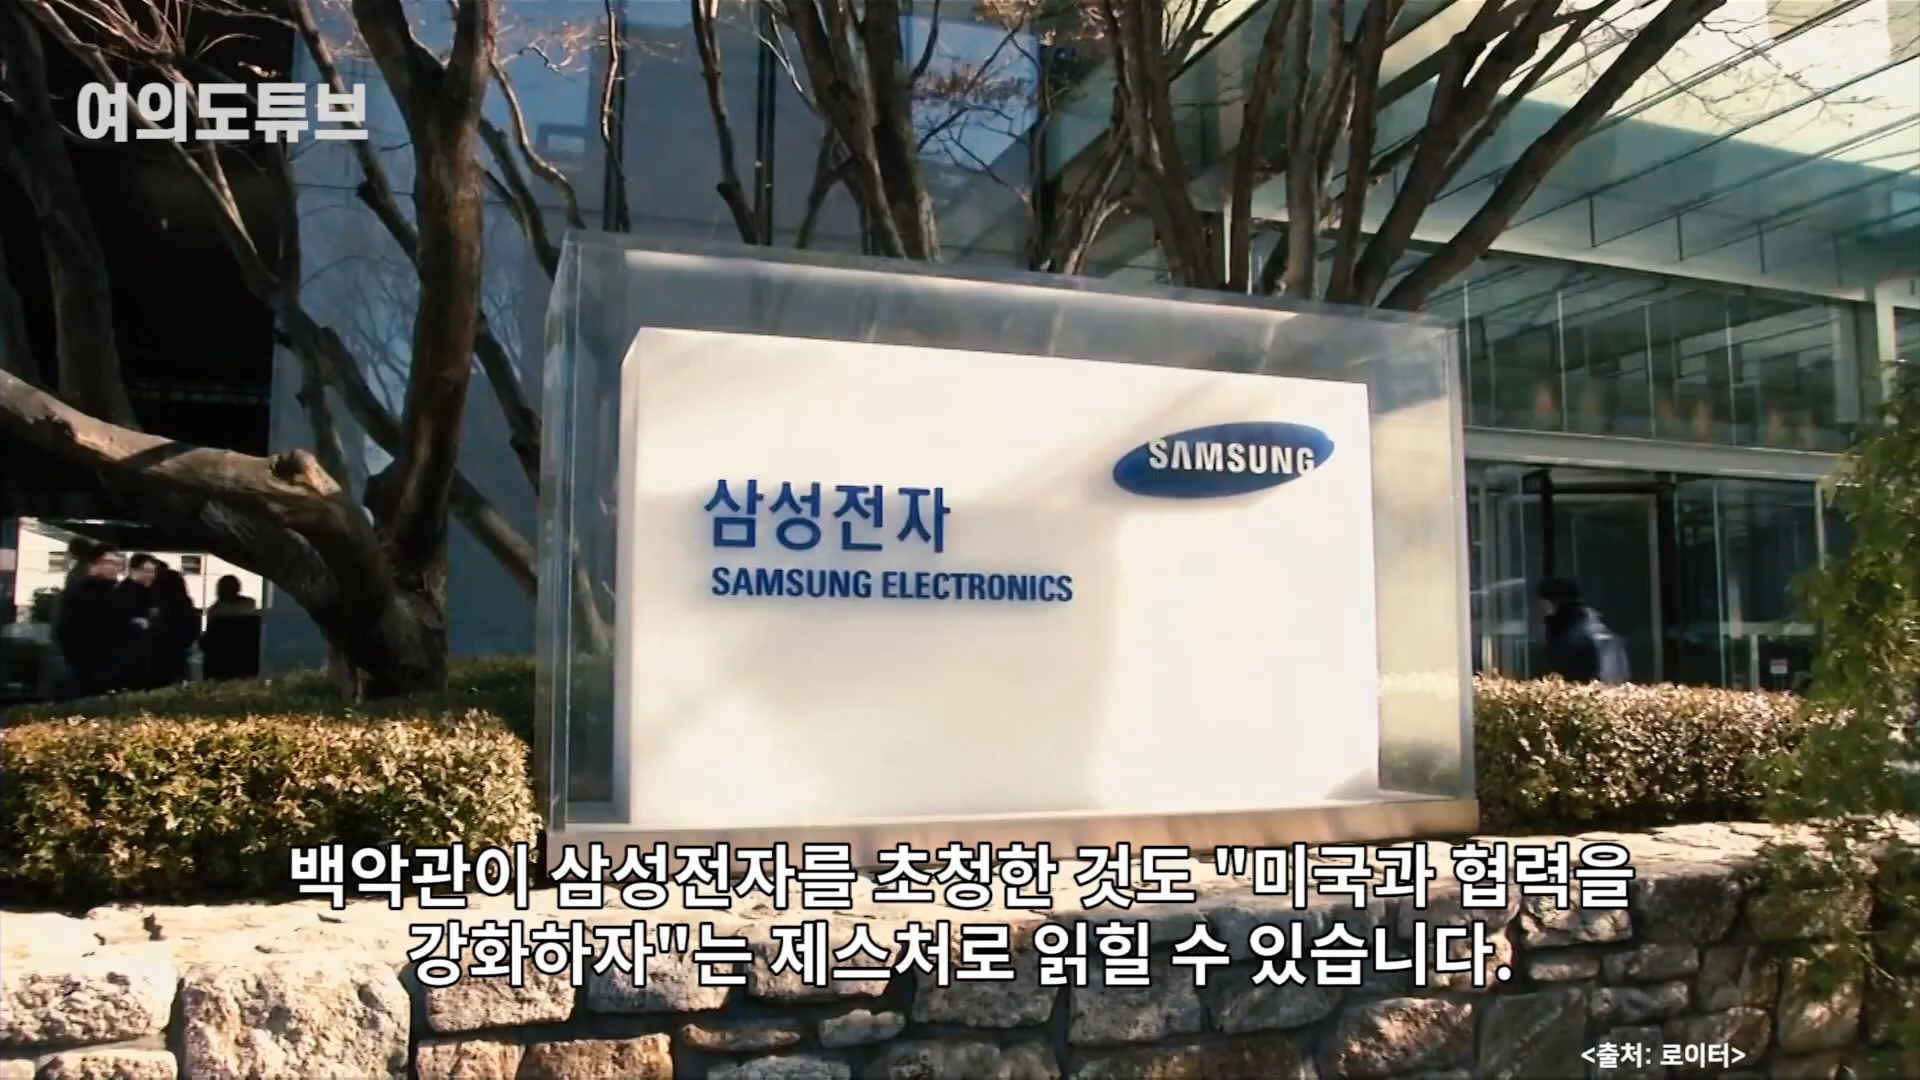 여의도튜브
SAMSUNG
삼성전자
SAMSUNG ELECTRONICS
백악관이 삼성전자를 초청한 것도 "미국과 협력을
강화하자"는 제스처로 읽힐 수 있습니다.
<출처: 로이터>